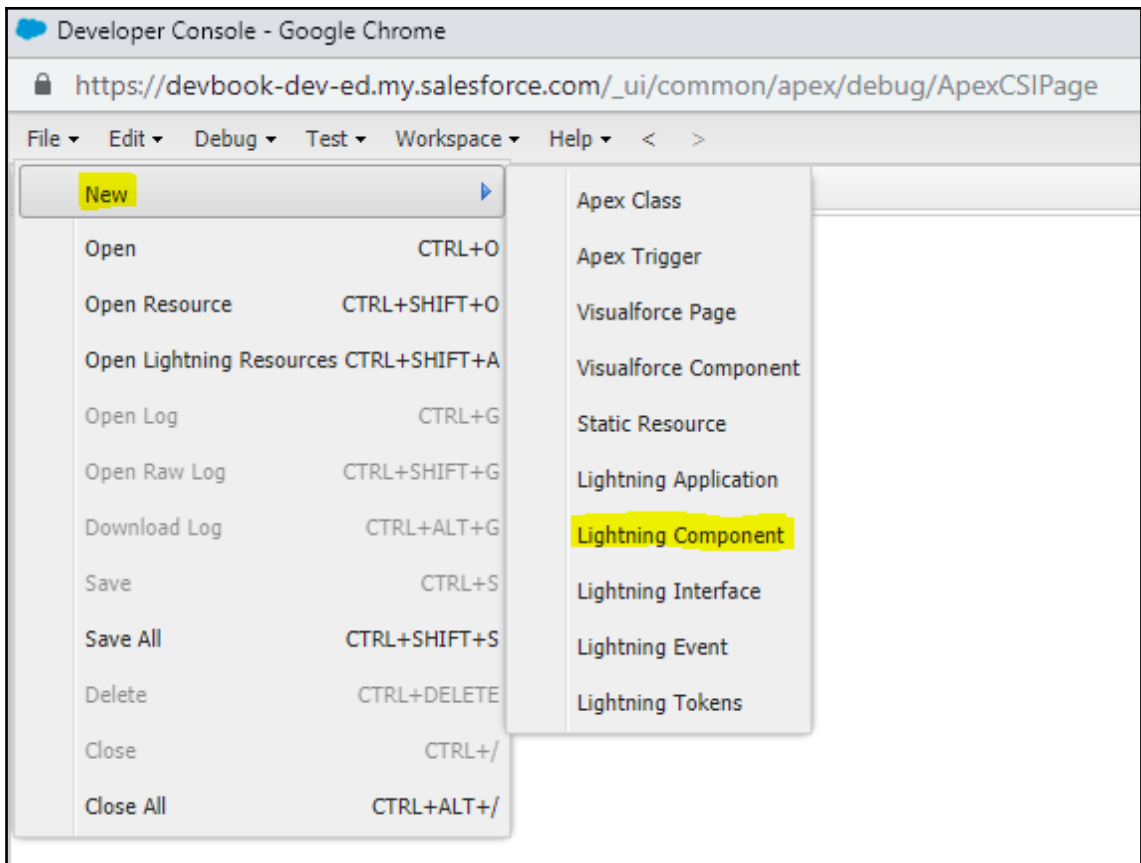 Developer Console - Google Chrome
https://devbook-dev-ed.my.salesforce.com/_ui/common/apex/debug/ApexCSIPage
File Edit Debug Test Workspace Help < >
New
Open CTRL+O
Open Resource CTRL+SHIFT+O
Open Lightning Resources CTRL+SHIFT+A
Open Log CTRL+G
Open Raw Log CTRL+SHIFT+G
Download Log CTRL+ALT+G
Save CTRL+S
Save All CTRL+SHIFT+S
Delete CTRL+DELETE
Close CTRL+/
Close All CTRL+ALT+/
Apex Class
Apex Trigger
Visualforce Page
Visualforce Component
Static Resource
Lightning Application
Lightning Component
Lightning Interface
Lightning Event
Lightning Tokens